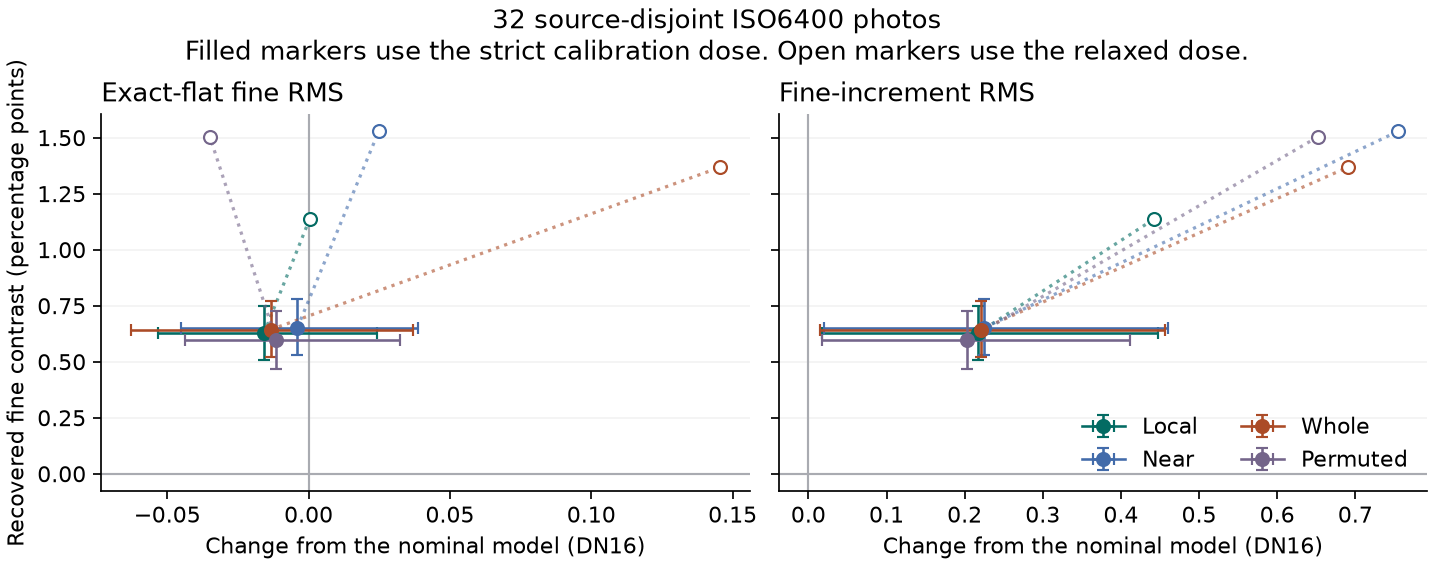 32 source-disjoint ISO6400 photos
Filled markers use the strict calibration dose. Open markers use the relaxed dose.
Exact-flat fine RMS
Fine-increment RMS
Recovered fine contrast (percentage points)
1.50
1.25
1.00
0.75
0.50
0.25
0.00
−0.05
0.00
0.05
0.10
0.15
Change from the nominal model (DN16)
Local
Near
Whole
Permuted
0.0
0.1
0.2
0.3
0.4
0.5
0.6
0.7
Change from the nominal model (DN16)